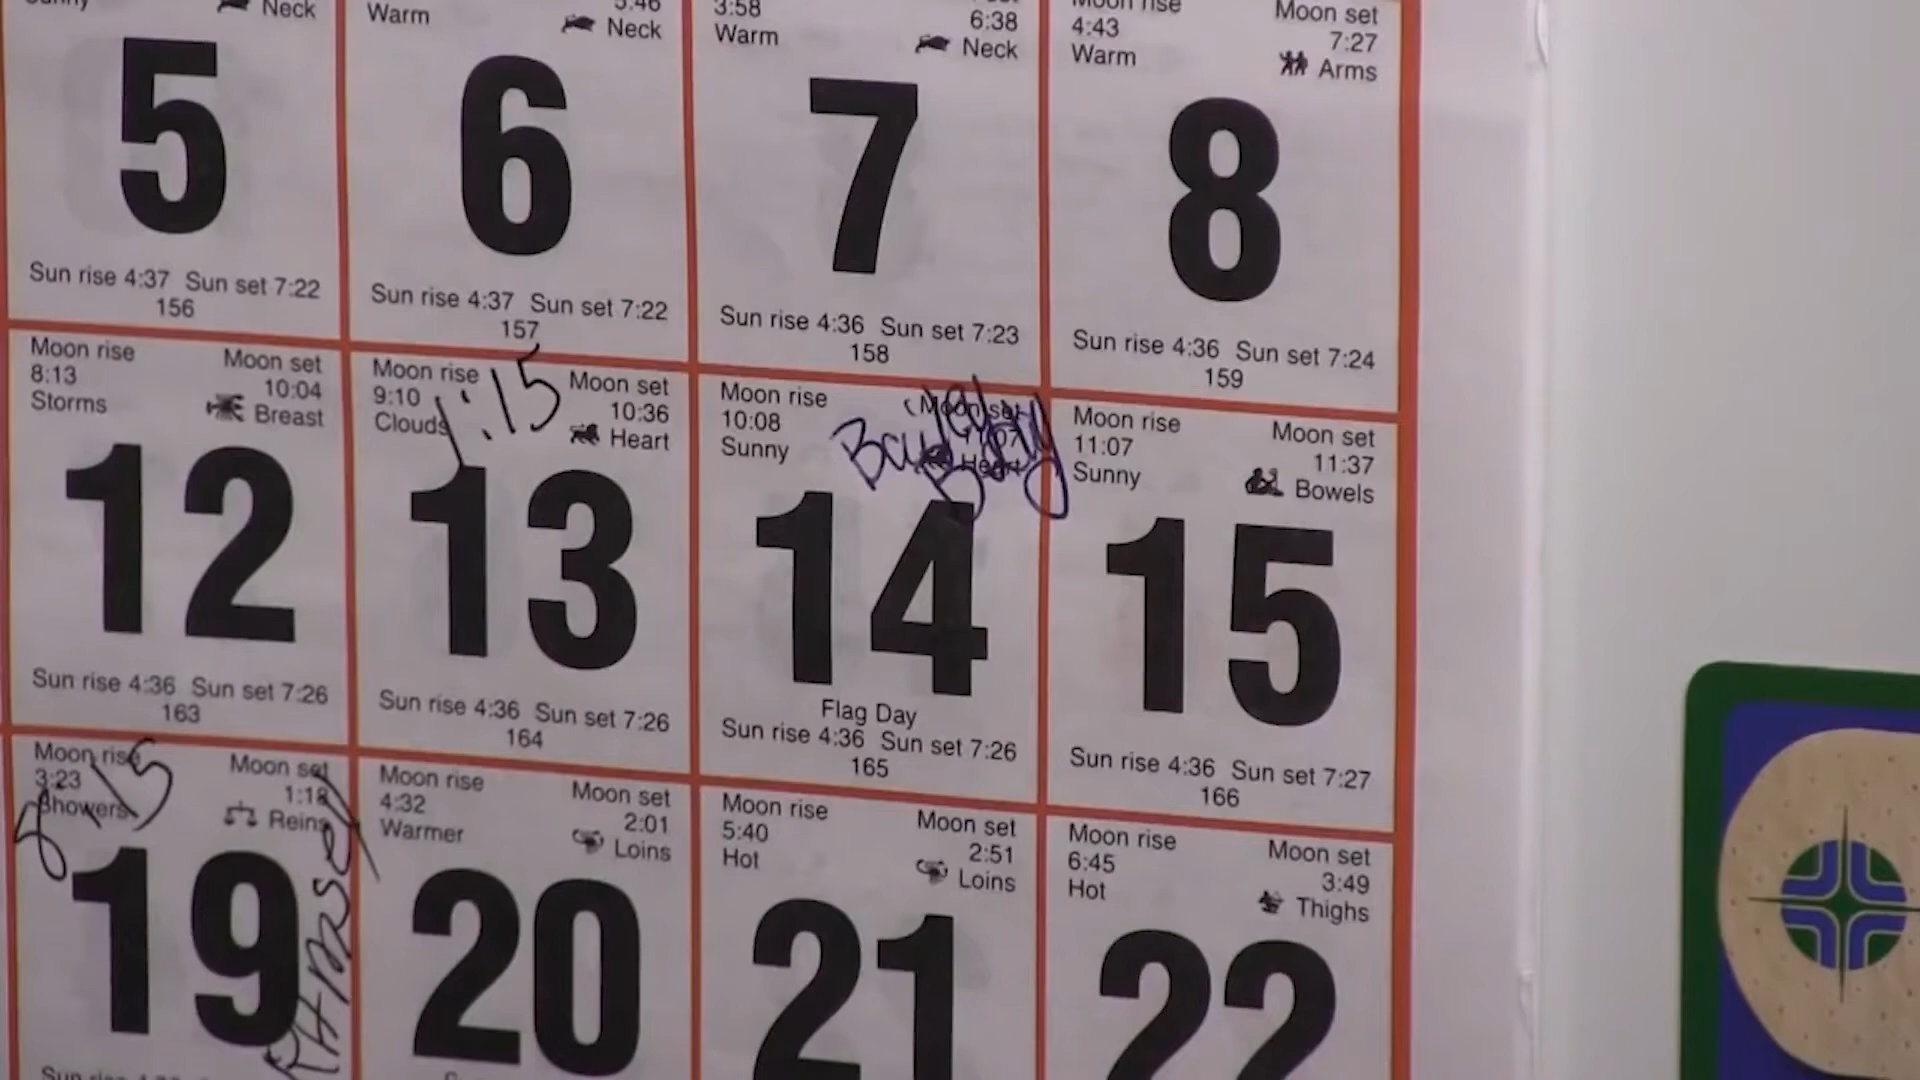 Neck
Warm
Neck
3:58
Warm
6:38
Neck
Moon rise
4:43
Warm
Moon set
7:27
Arms
5
6
7
8
Sun rise 4:37 Sun set 7:22
156
Sun rise 4:37 Sun set 7:22
157
Sun rise 4:36 Sun set 7:23
158
Sun rise 4:36 Sun set 7:24
159
Moon rise
8:13
Storms
Moon set
10:04
Breast
12
Sun rise 4:36 Sun set 7:26
163
Moon rise
9:10
Clouds
1:15
Moon set
10:36
Heart
13
Sun rise 4:36 Sun set 7:26
164
Moon rise
10:08
Sunny
Moon set
Heart
14
Flag Day
Sun rise 4:36 Sun set 7:26
165
Moon rise
11:07
Sunny
Moon set
11:37
Bowels
15
Sun rise 4:36 Sun set 7:27
166
Moon rise
3:23
Showers
Moon set
1:18
Reins
19
Moon rise
4:32
Warmer
Moon set
2:01
Loins
20
Moon rise
5:40
Hot
Moon set
2:51
Loins
21
Moon rise
6:45
Hot
Moon set
3:49
Thighs
22